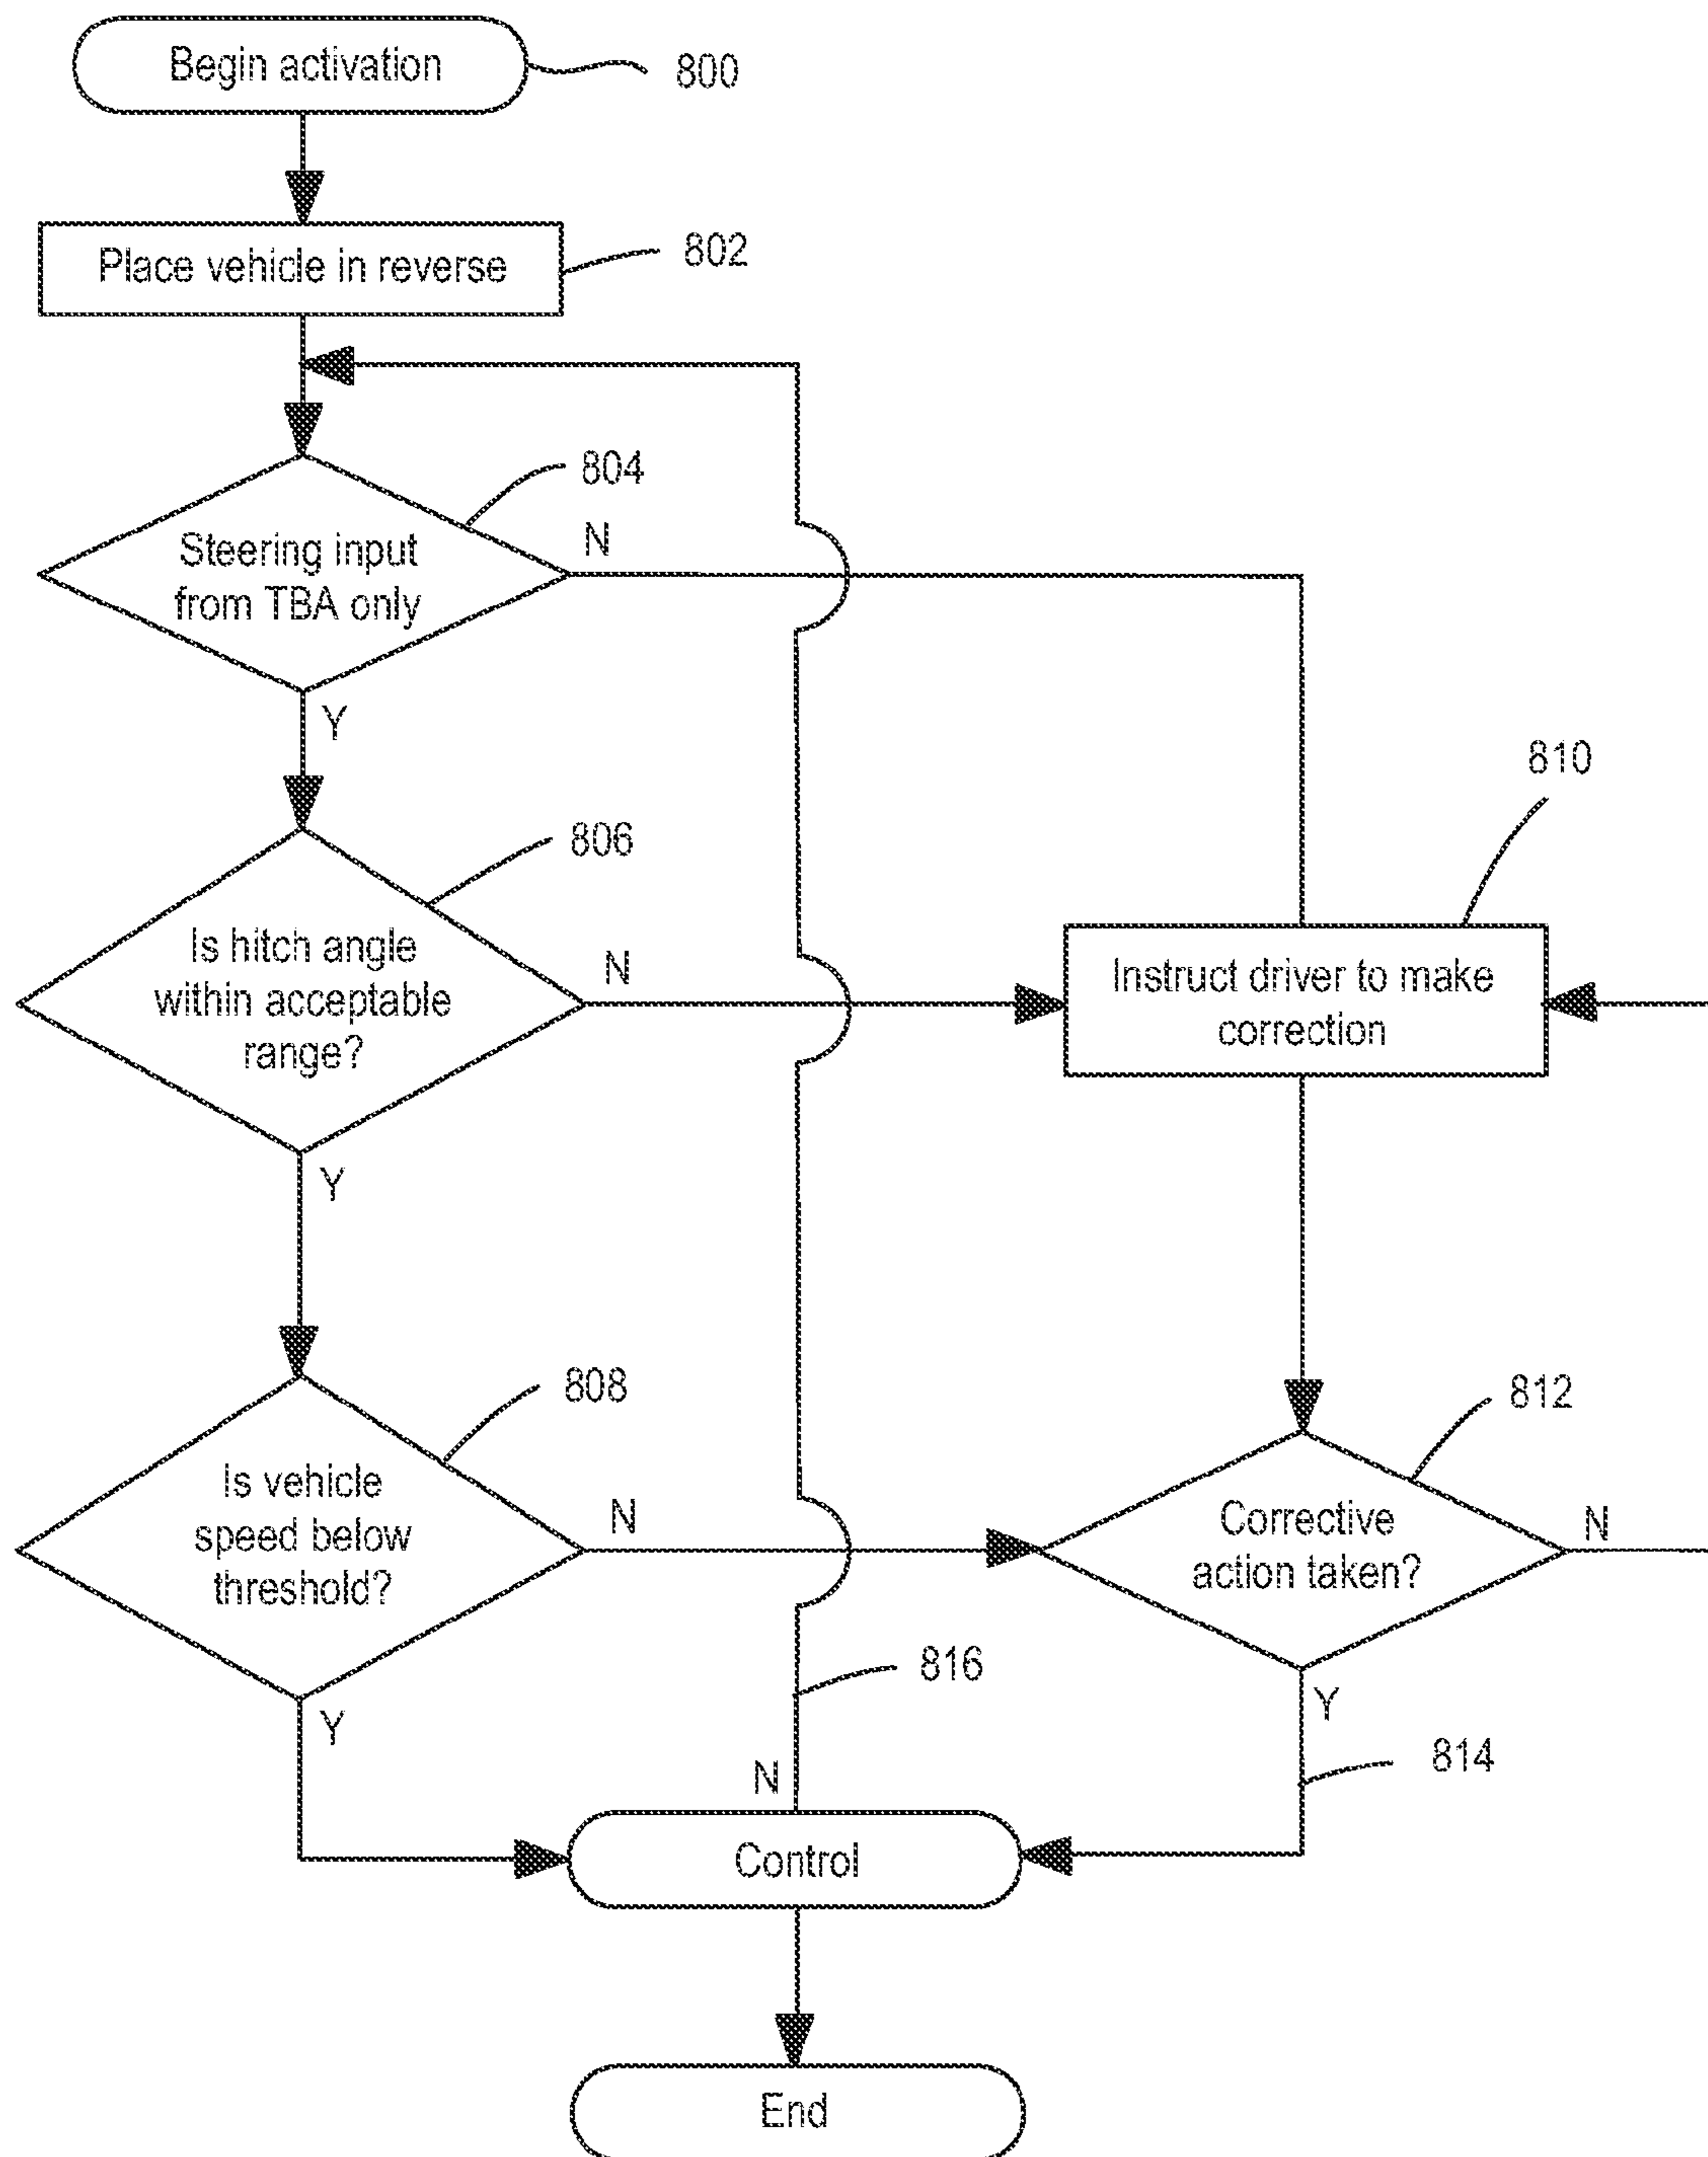 Begin activation
800
Place vehicle in reverse
802
804
Steering input
from TBA only
N
Y
810
806
Is hitch angle
within acceptable
range?
N
Instruct driver to make
correction
Y
808
812
Is vehicle
speed below
threshold?
N
Corrective
action taken?
N
816
Y
Y
814
N
Control
End